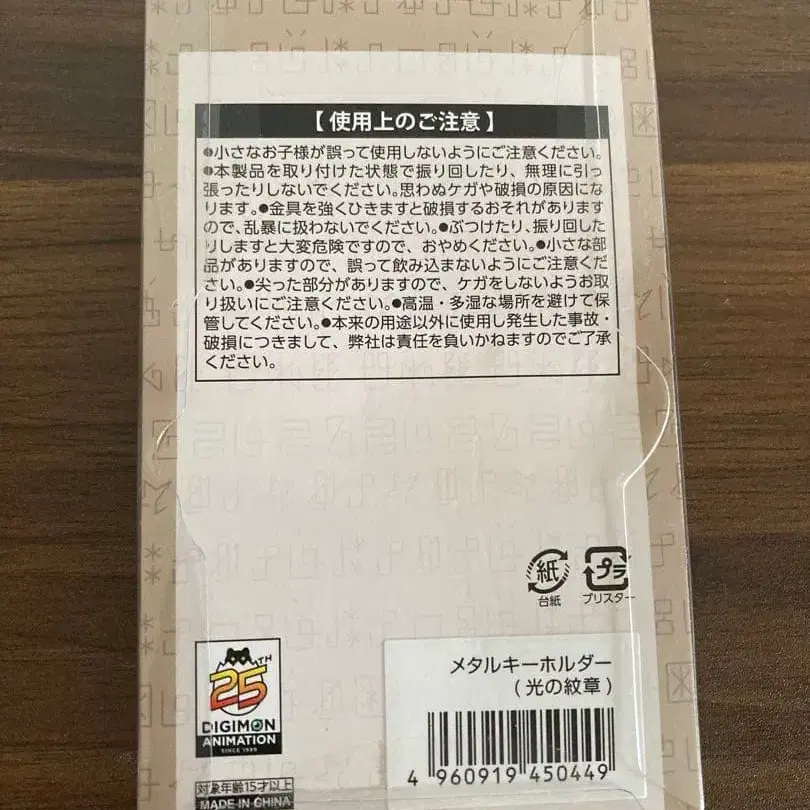 【使用上のご注意】
●小さなお子様が誤って使用しないようにご注意ください。
●本製品を取り付けた状態で振り回したり、無理に引っ
張ったりしないでください。思わぬケガや破損の原因にな
ります。●金具を強くひきますと破損するおそれがあります
ので、乱暴に扱わないでください。●ぶつけたり、振り回した
りしますと大変危険ですので、おやめください。●小さな部
品がありますので、誤って飲み込まないようにご注意くだ
さい。●尖った部分がありますので、ケガをしないようお取
り扱いにご注意ください。●高温・多湿な場所を避けて保
管してください。●本来の用途以外に使用し発生した事故・
破損につきまして、弊社は責任を負いかねますのでご了承
ください。
紙
台紙
プラ
ブリスター
25TH
DIGIMON
ANIMATION
SINCE 1999
対象年齢15才以上
MADE IN CHINA
メタルキーホルダー
(光の紋章)
4 960919 450449